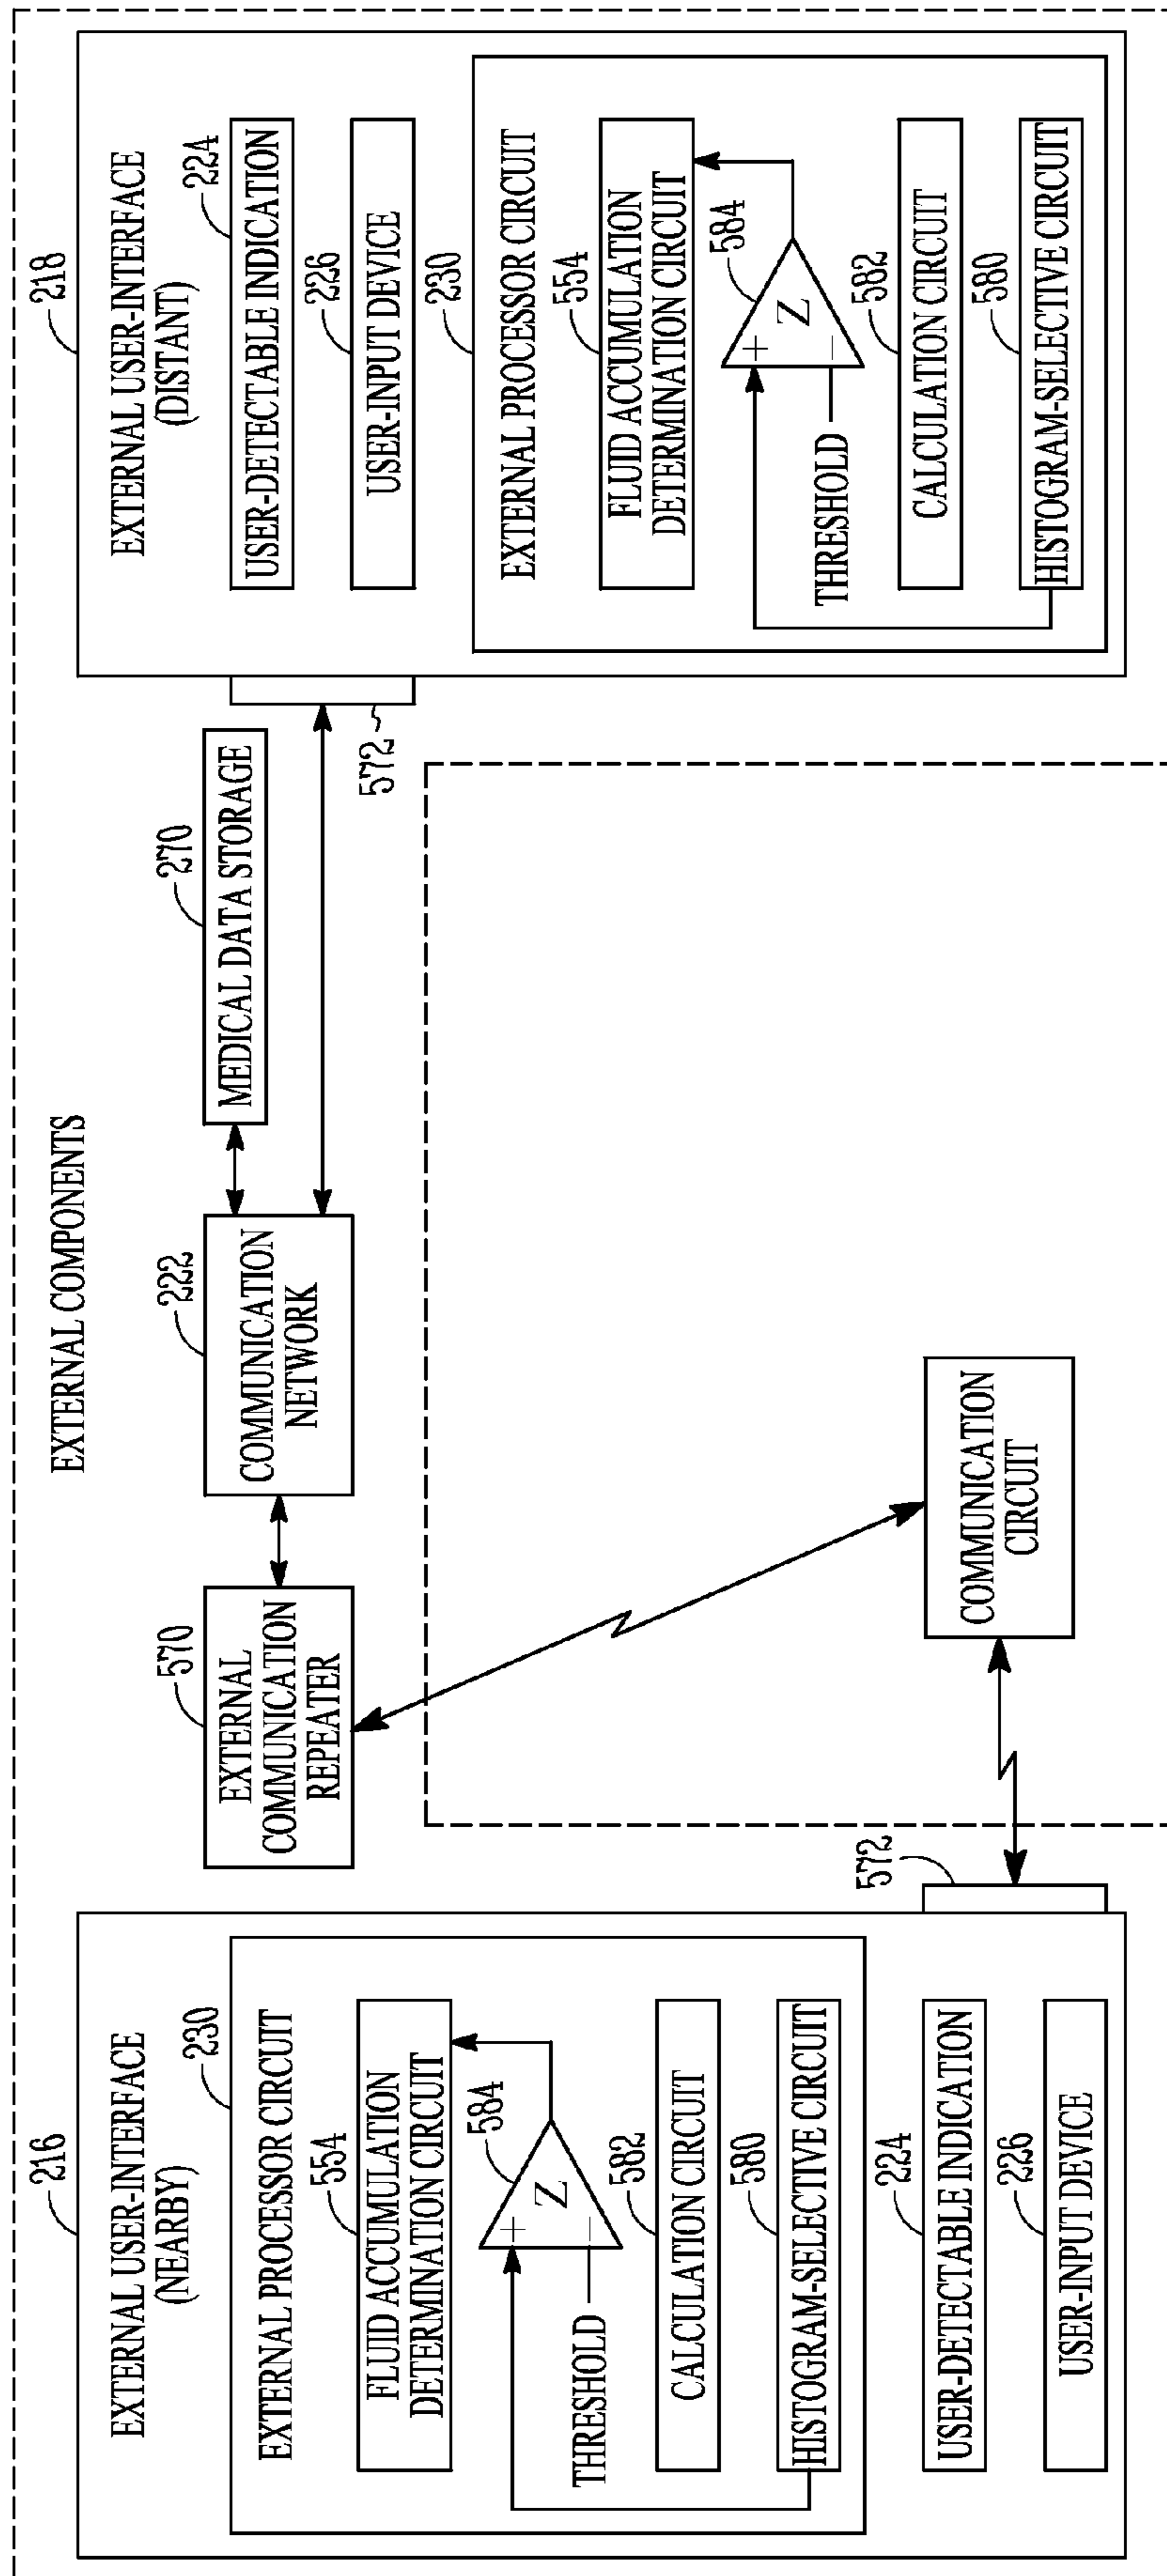 EXTERNAL COMPONENTS
216
EXTERNAL USER-INTERFACE
(NEARBY)
230
EXTERNAL PROCESSOR CIRCUIT
554
FLUID ACCUMULATION
DETERMINATION CIRCUIT
584
+
Z
−
THRESHOLD
582
CALCULATION CIRCUIT
580
HISTOGRAM-SELECTIVE CIRCUIT
224
USER-DETECTABLE INDICATION
226
USER-INPUT DEVICE
572
570
EXTERNAL
COMMUNICATION
REPEATER
222
COMMUNICATION
NETWORK
270
MEDICAL DATA STORAGE
COMMUNICATION
CIRCUIT
218
EXTERNAL USER-INTERFACE
(DISTANT)
224
USER-DETECTABLE INDICATION
226
USER-INPUT DEVICE
572
230
EXTERNAL PROCESSOR CIRCUIT
554
FLUID ACCUMULATION
DETERMINATION CIRCUIT
584
+
Z
−
THRESHOLD
582
CALCULATION CIRCUIT
580
HISTOGRAM-SELECTIVE CIRCUIT